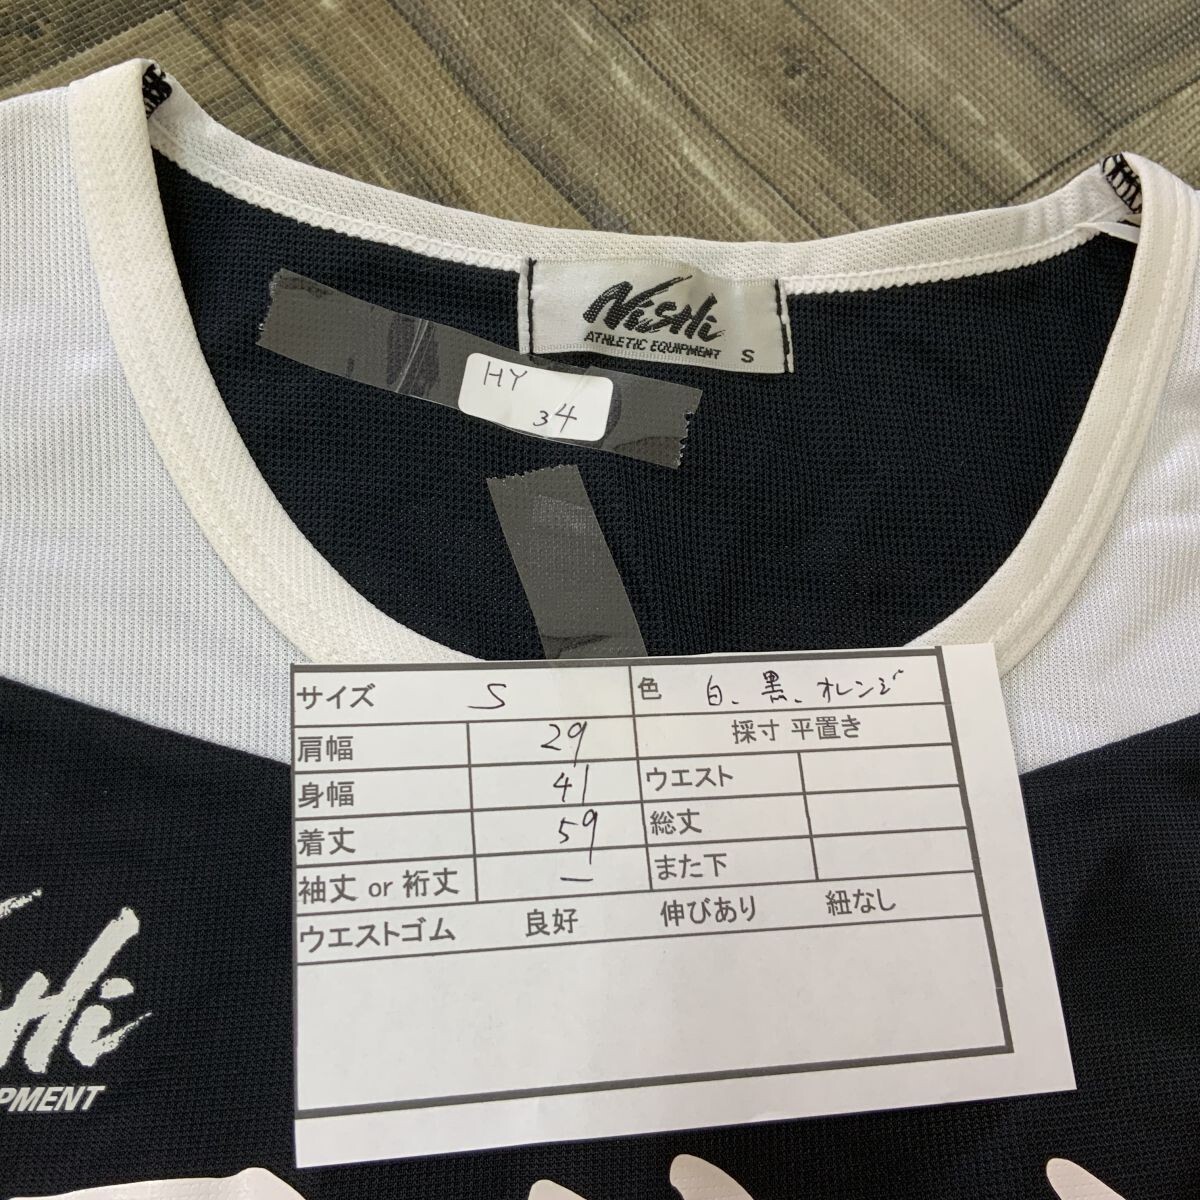 NiSHi
ATHLETIC EQUIPMENT S
HY
34
サイズ S 色 白、黒、オレンジ
肩幅 29 採寸 平置き
身幅 41 ウエスト
着丈 59 総丈
袖丈 or 裄丈 ー また下
ウエストゴム 良好 伸びあり 紐なし
SHi
PMENT